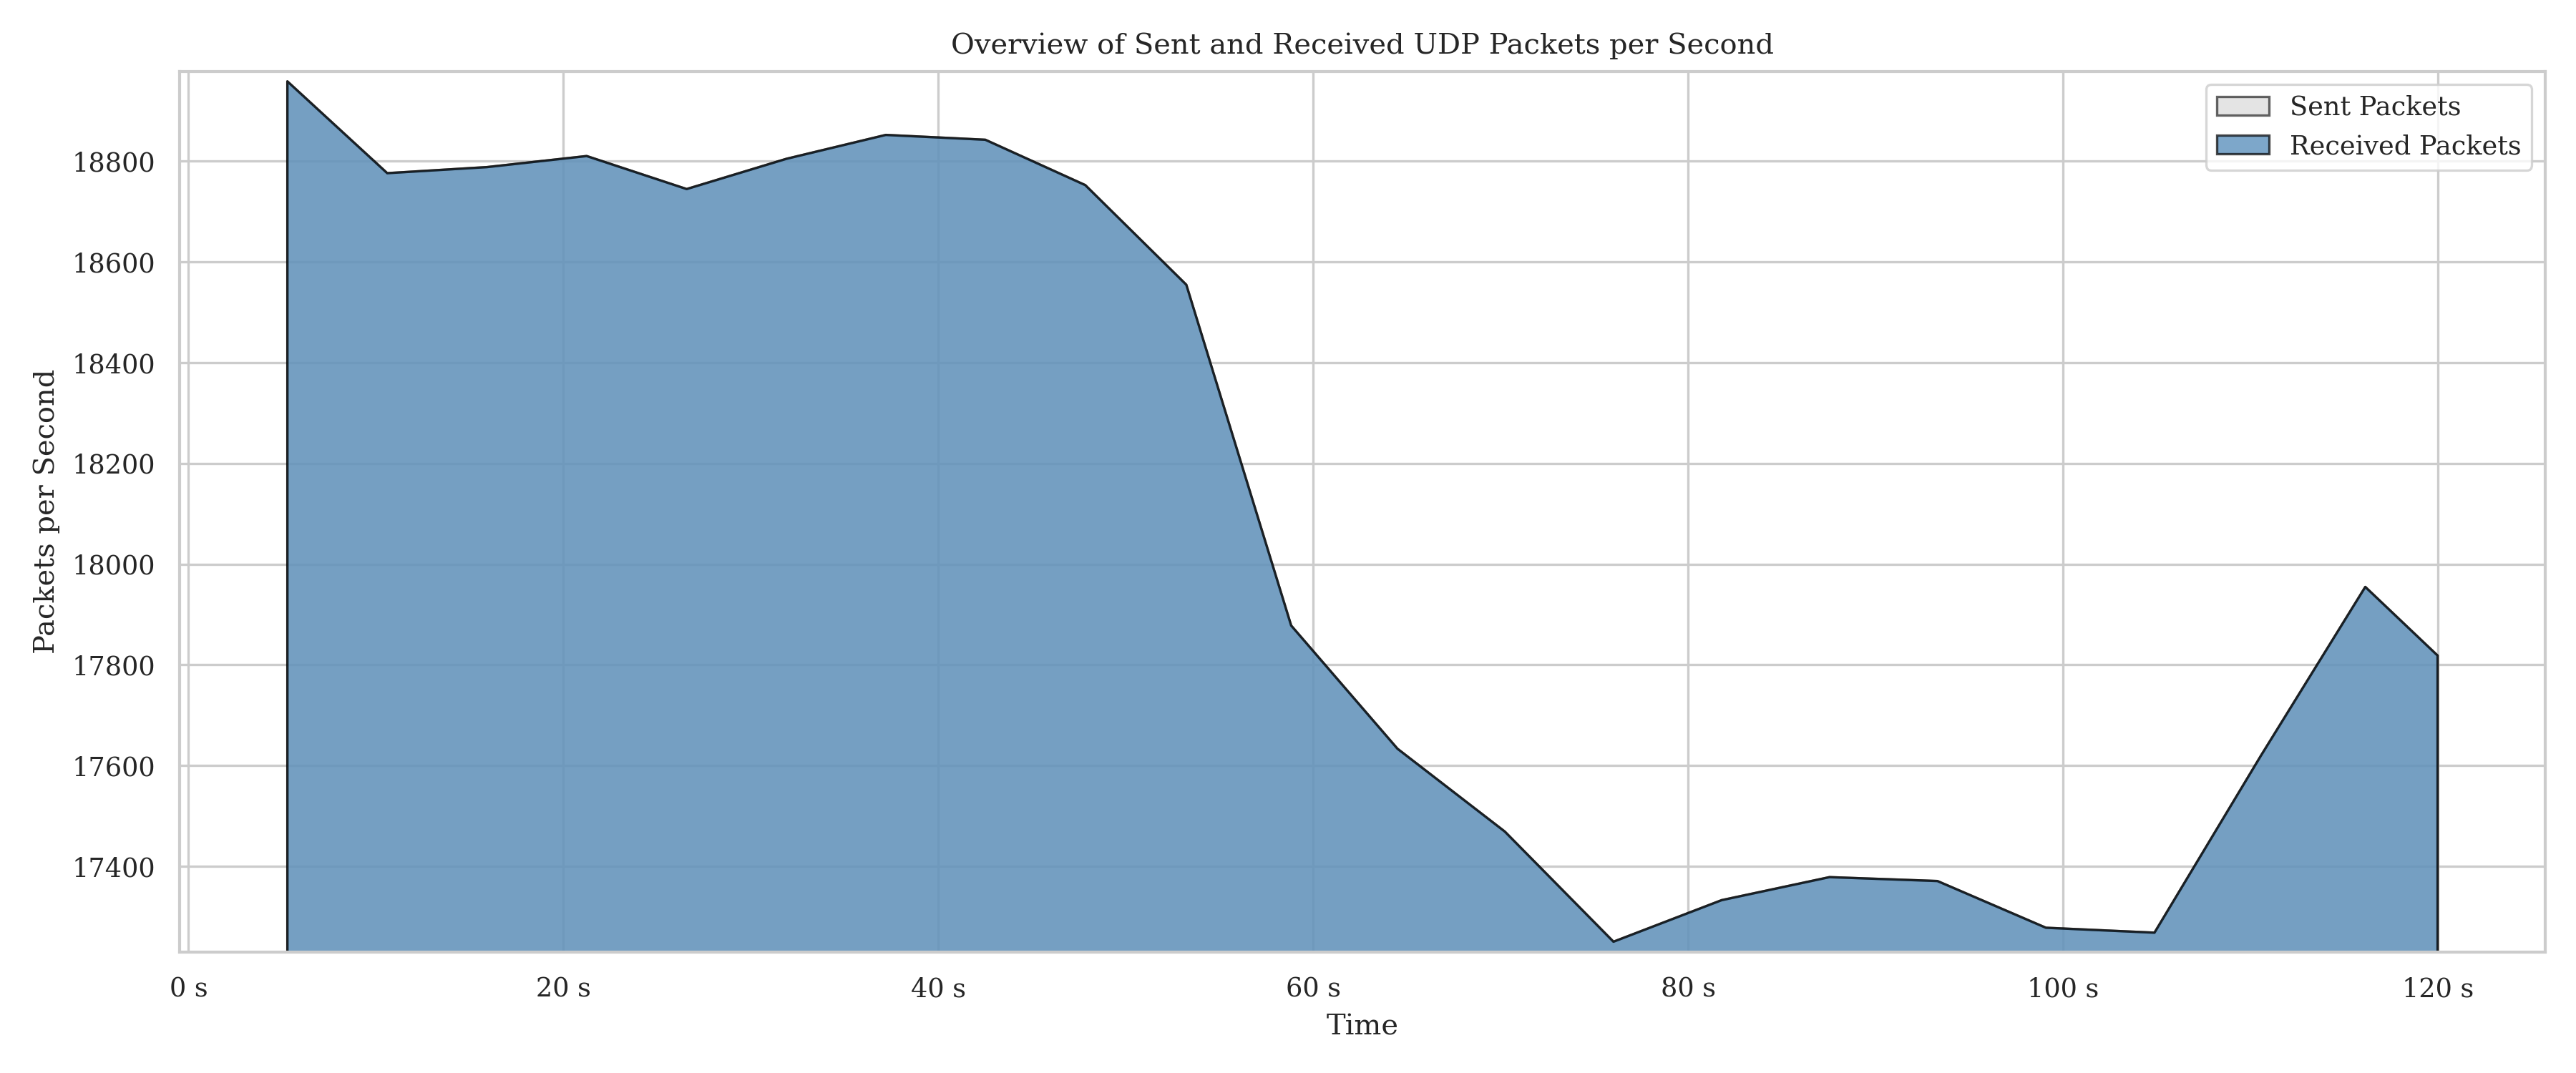 Overview of Sent and Received UDP Packets per Second
Sent Packets
Received Packets
Packets per Second
18800
18600
18400
18200
18000
17800
17600
17400
0 s 20 s 40 s 60 s 80 s 100 s 120 s
Time